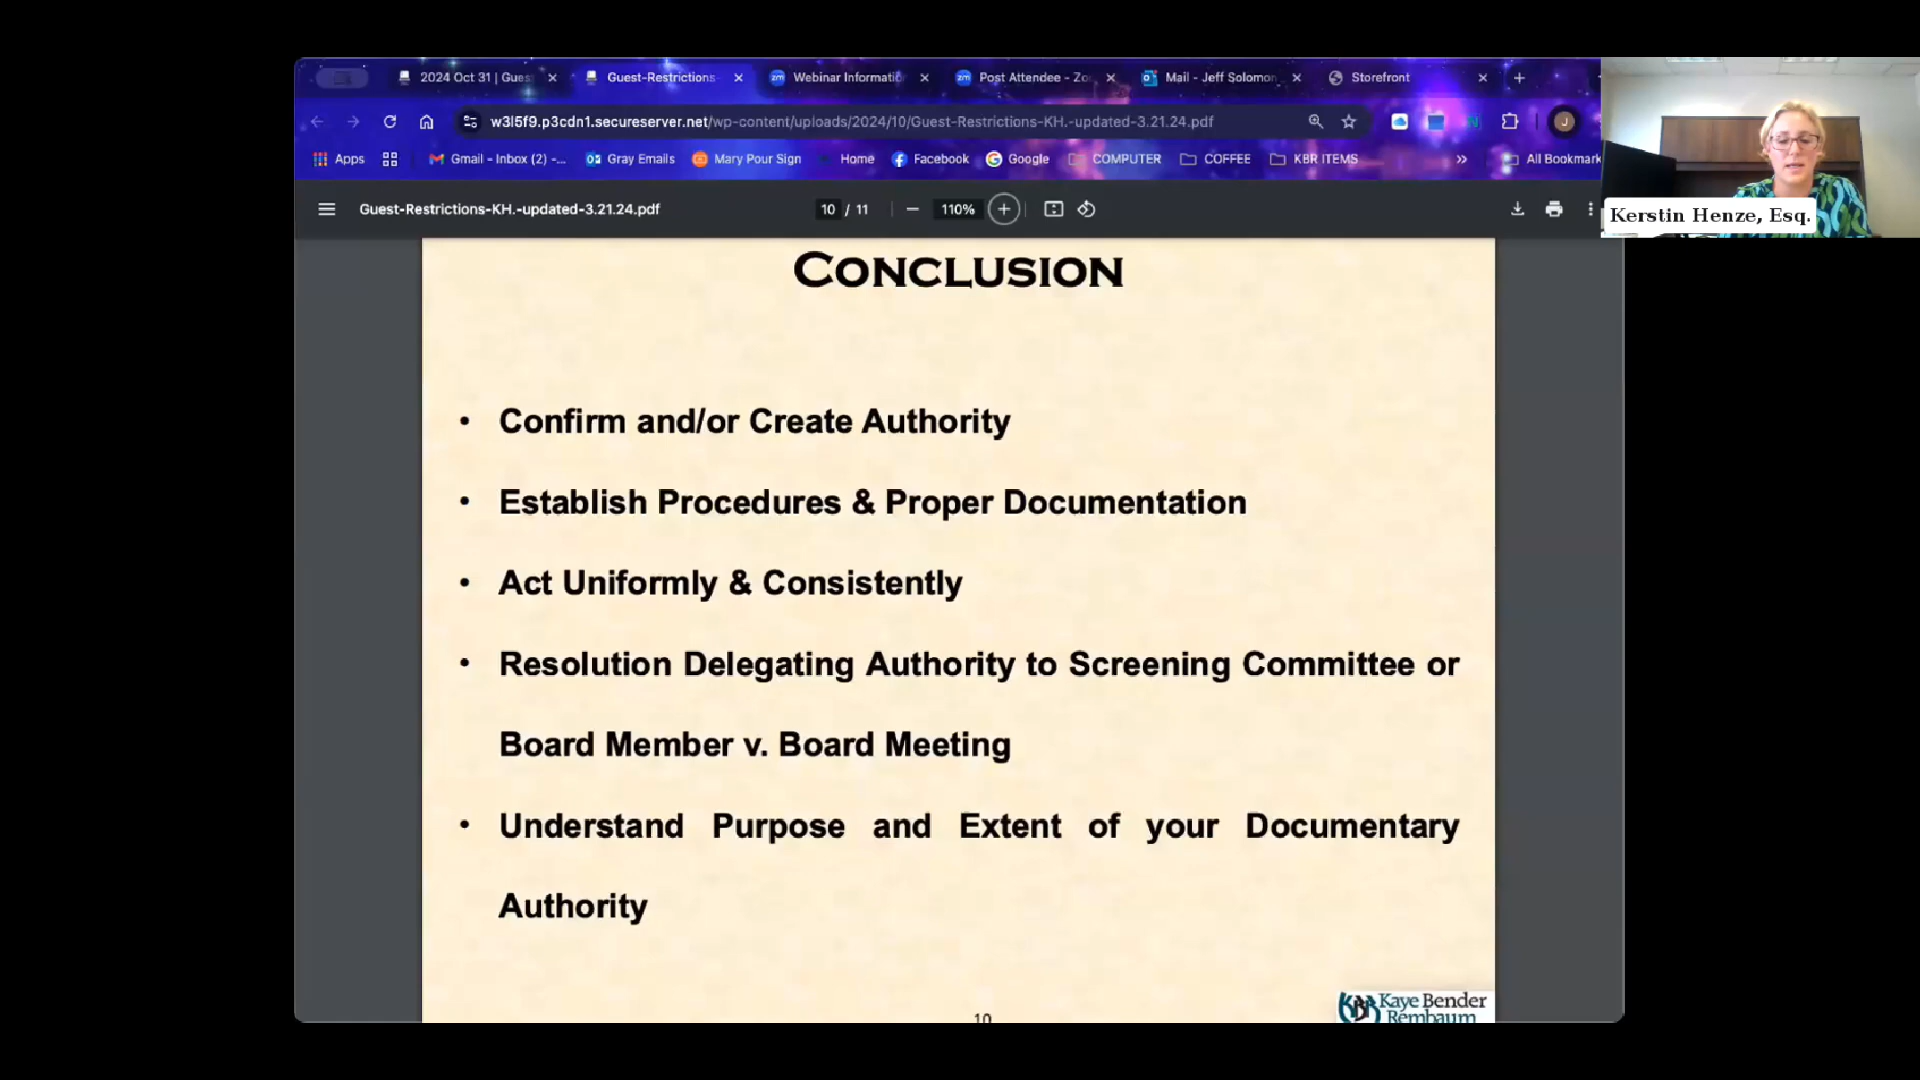 2024 Oct 31 | Gues
Guest-Restrictions
Webinar Informatio
Post Attendee - Zo
Mail - Jeff Solomon
Storefront
w3l5f9.p3cdn1.secureserver.net/wp-content/uploads/2024/10/Guest-Restrictions-KH.-updated-3.21.24.pdf
J
Apps
Gmail - Inbox (2) -...
Gray Emails
Mary Pour Sign
Home
Facebook
Google
COMPUTER
COFFEE
KBR ITEMS
All Bookmark
Guest-Restrictions-KH.-updated-3.21.24.pdf
10 / 11
110%
Kerstin Henze, Esq.
CONCLUSION
• Confirm and/or Create Authority
• Establish Procedures & Proper Documentation
• Act Uniformly & Consistently
• Resolution Delegating Authority to Screening Committee or
Board Member v. Board Meeting
• Understand Purpose and Extent of your Documentary
Authority
10
KBR Kaye Bender
Rembaum